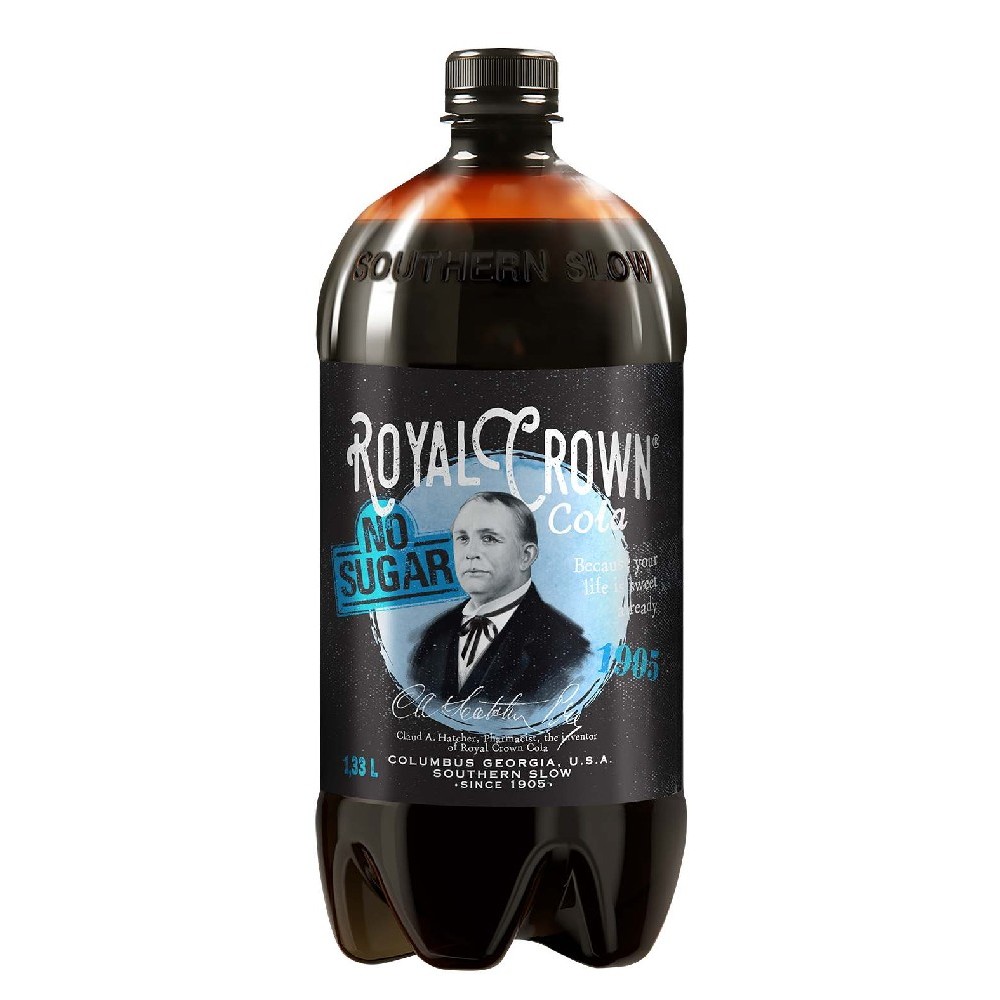 SOUTHERN SLOW
ROYAL CROWN®
Cola
NO
SUGAR
Because your
life is sweet
already
1905
Claud A. Hatcher, Pharmacist, the inventor
of Royal Crown Cola
1,33 L
COLUMBUS GEORGIA, U.S.A.
SOUTHERN SLOW
·SINCE 1905·